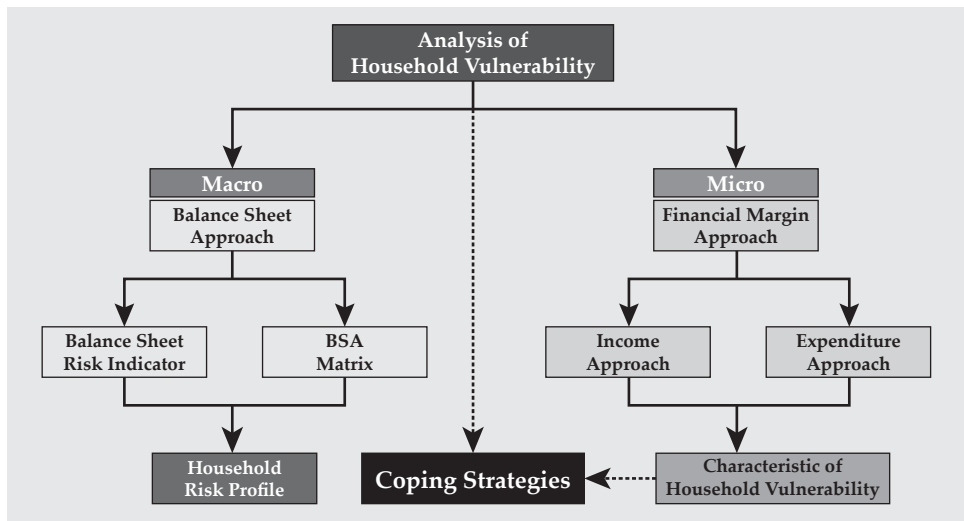 Analysis of
Household Vulnerability
Macro
Balance Sheet
Approach
Micro
Financial Margin
Approach
Balance Sheet
Risk Indicator
BSA
Matrix
Income
Approach
Expenditure
Approach
Household
Risk Profile
Coping Strategies
Characteristic of
Household Vulnerability